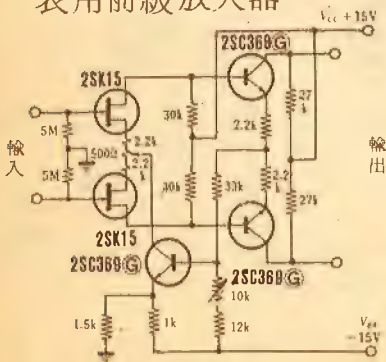 表用前級放大器
Vcc + 15V
2SC369Ⓖ
2SK15
30k
27k
2.2k
5M
2.2k
500Ω
2.2k
輸入
輸出
5M
30k
33k
2.2k
27k
2SK15
2SC369Ⓖ
2SC369Ⓖ
10k
1.5k
1k
12k
− 15V